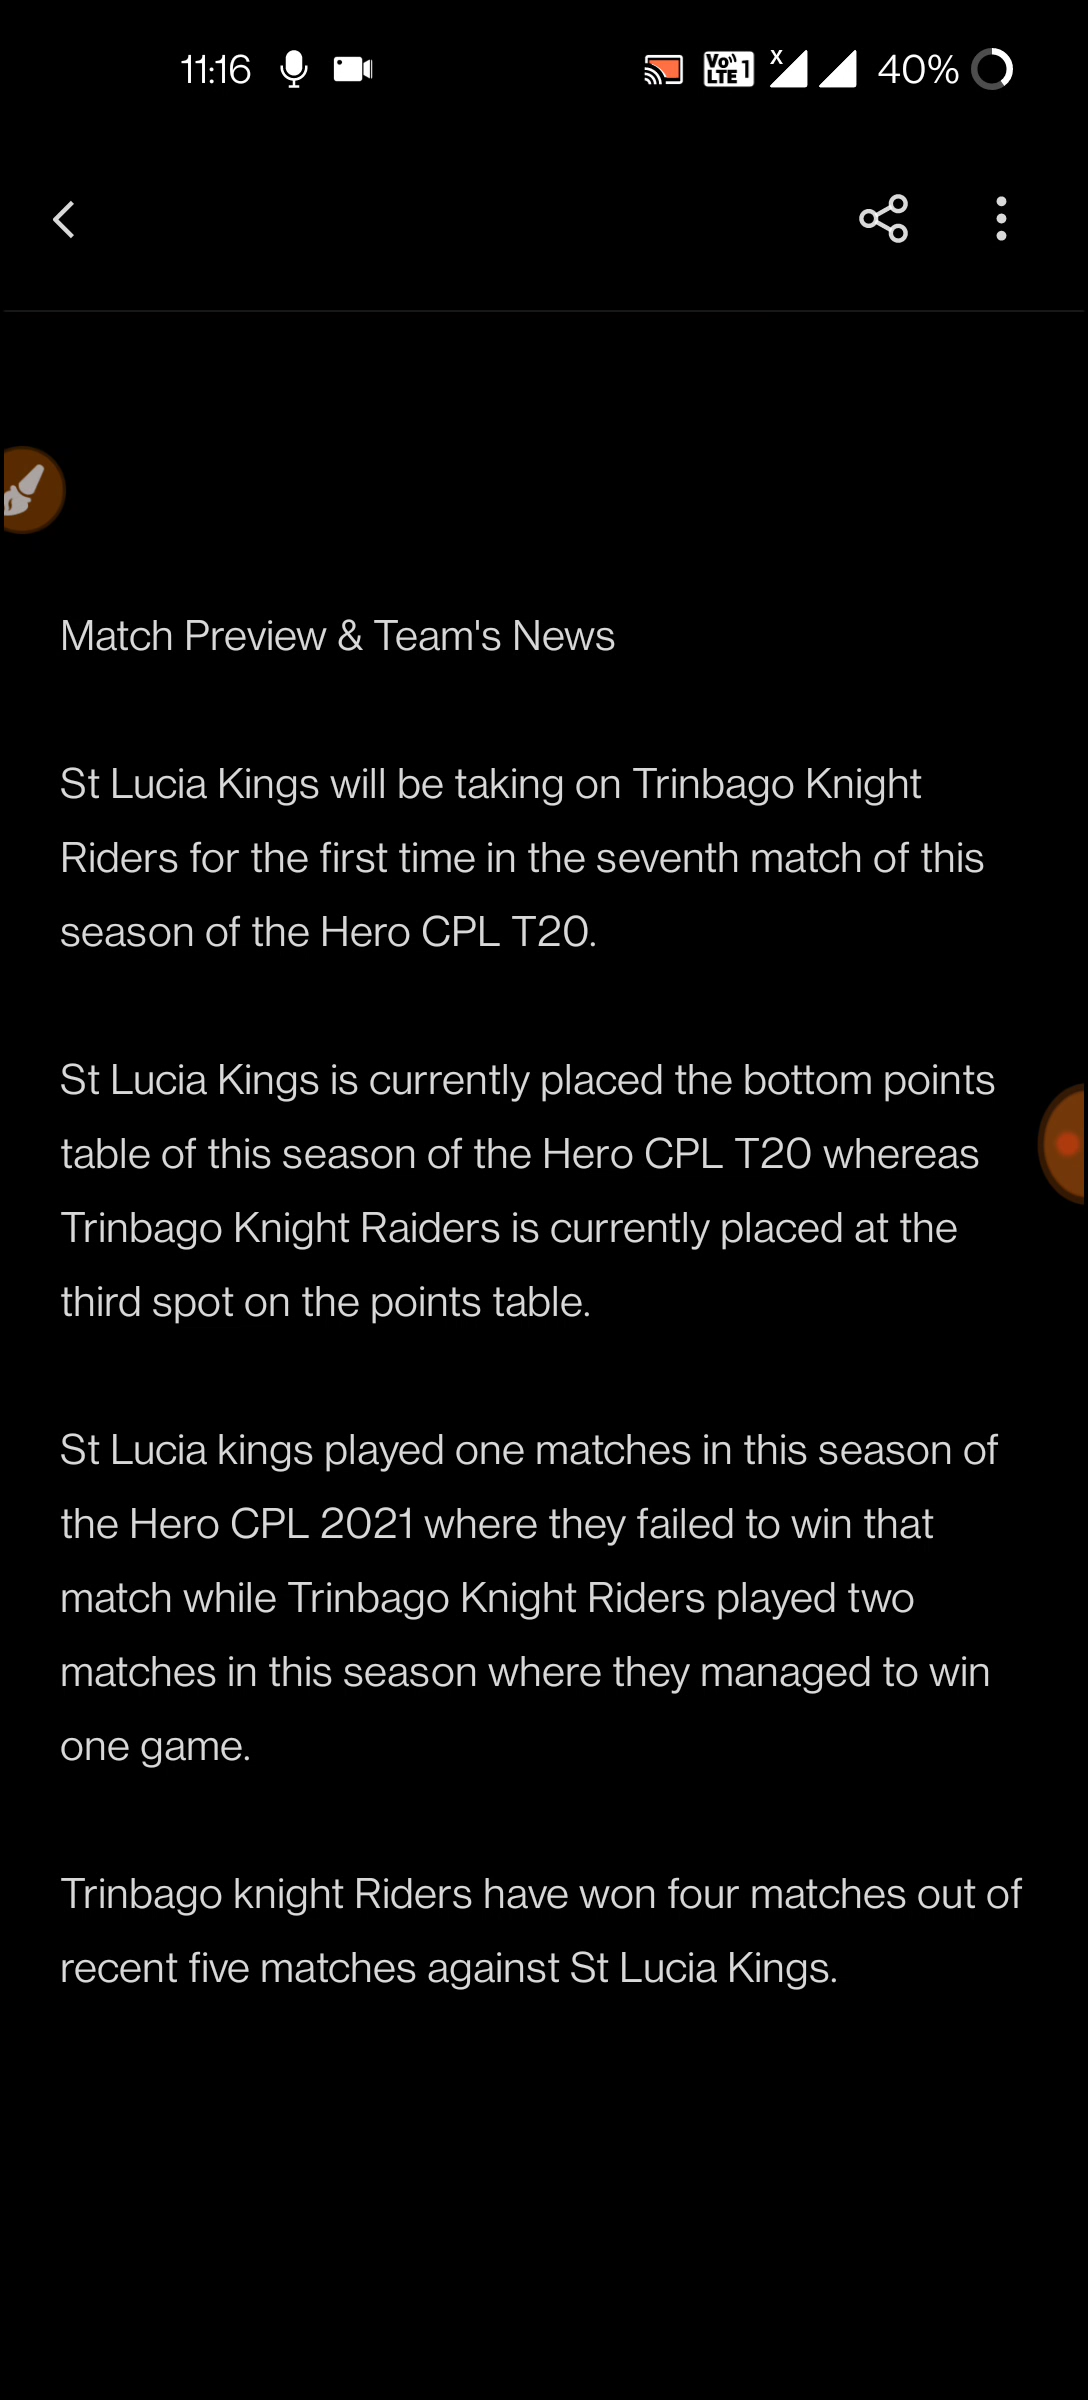 11:16
Vo LTE 1
X
40%
Match Preview & Team's News
St Lucia Kings will be taking on Trinbago Knight
Riders for the first time in the seventh match of this
season of the Hero CPL T20.
St Lucia Kings is currently placed the bottom points
table of this season of the Hero CPL T20 whereas
Trinbago Knight Raiders is currently placed at the
third spot on the points table.
St Lucia kings played one matches in this season of
the Hero CPL 2021 where they failed to win that
match while Trinbago Knight Riders played two
matches in this season where they managed to win
one game.
Trinbago knight Riders have won four matches out of
recent five matches against St Lucia Kings.